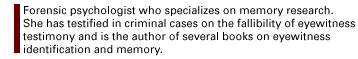 Forensic psychologist who specializes on memory research.
She has testified in criminal cases on the fallibility of eyewitness
testimony and is the author of several books on eyewitness
identification and memory.